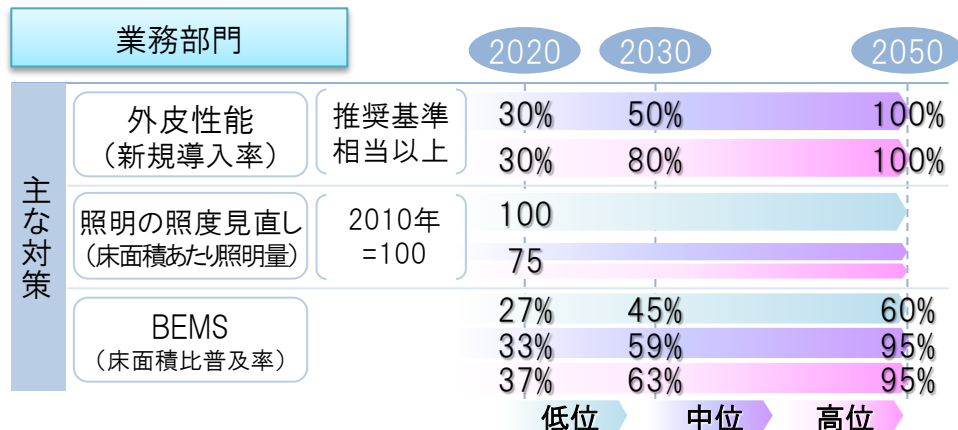 業務部門
2020 2030 2050
主な対策
外皮性能
（新規導入率）
推奨基準
相当以上
30% 50% 100%
30% 80% 100%
照明の照度見直し
（床面積あたり照明量）
2010年
=100
100
75
BEMS
（床面積比普及率）
27% 45% 60%
33% 59% 95%
37% 63% 95%
低位 中位 高位